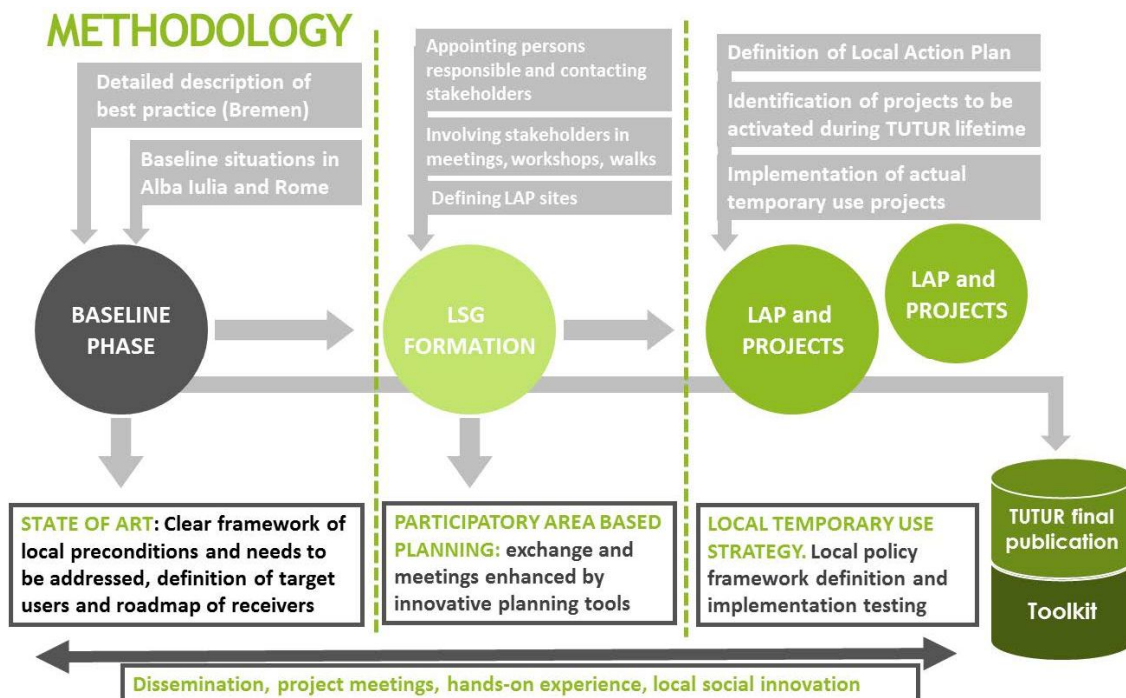 METHODOLOGY
Detailed description of
best practice (Bremen)
Baseline situations in
Alba Iulia and Rome
BASELINE
PHASE
STATE OF ART: Clear framework of
local preconditions and needs to
be addressed, definition of target
users and roadmap of receivers
Appointing persons
responsible and contacting
stakeholders
Involving stakeholders in
meetings, workshops, walks
Defining LAP sites
LSG
FORMATION
PARTICIPATORY AREA BASED
PLANNING: exchange and
meetings enhanced by
innovative planning tools
Definition of Local Action Plan
Identification of projects to be
activated during TUTUR lifetime
Implementation of actual
temporary use projects
LAP and
PROJECTS
LAP and
PROJECTS
LOCAL TEMPORARY USE
STRATEGY. Local policy
framework definition and
implementation testing
TUTUR final
publication
Toolkit
Dissemination, project meetings, hands-on experience, local social innovation